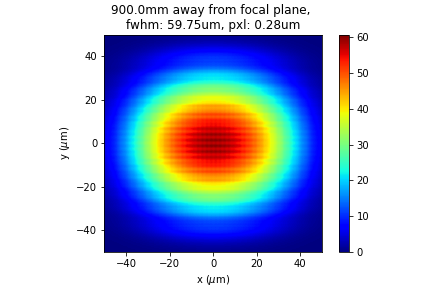 900.0mm away from focal plane,
fwhm: 59.75um, pxl: 0.28um
40
20
0
−20
−40
y (μm)
−40 −20 0 20 40
x (μm)
60
50
40
30
20
10
0